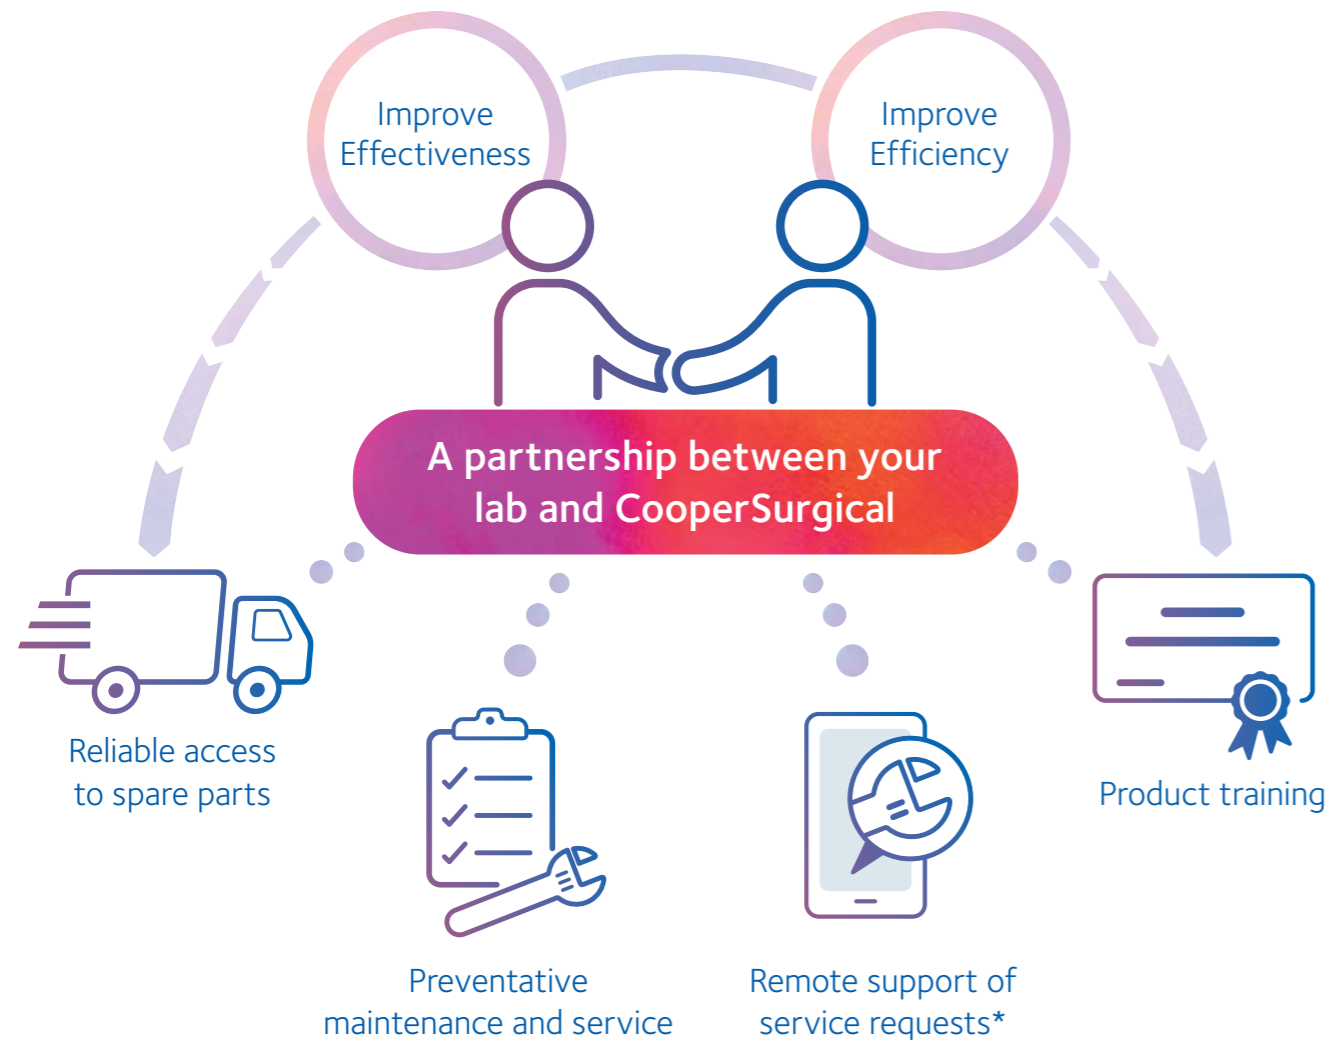 Improve
Effectiveness
Improve
Efficiency
A partnership between your
lab and CooperSurgical
Reliable access
to spare parts
Preventative
maintenance and service
Remote support of
service requests*
Product training